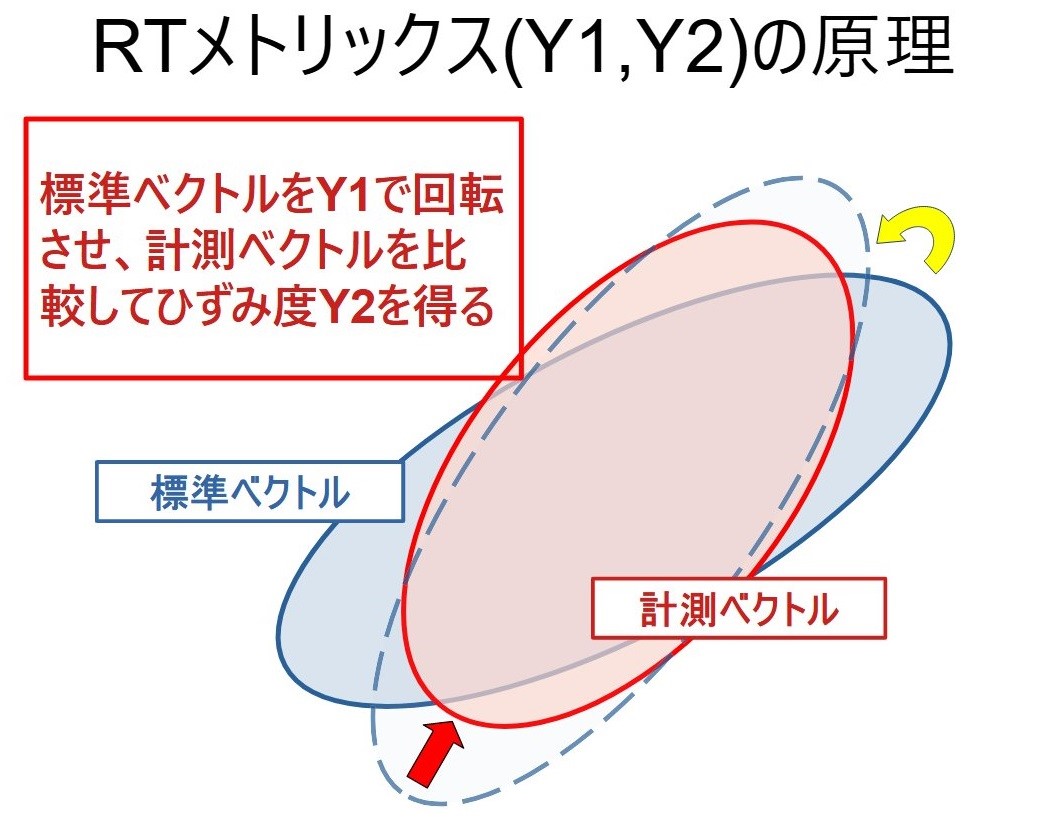 RTメトリックス(Y1,Y2)の原理
標準ベクトルをY1で回転
させ、計測ベクトルを比
較してひずみ度Y2を得る
標準ベクトル
計測ベクトル